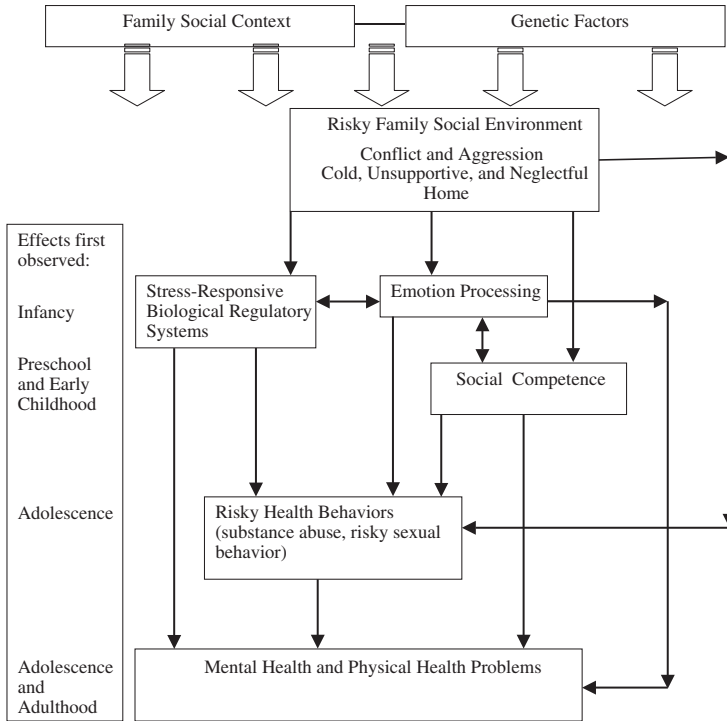 Family Social Context
Genetic Factors
Risky Family Social Environment
Conflict and Aggression
Cold, Unsupportive, and Neglectful
Home
Effects first
observed:
Infancy
Preschool
and Early
Childhood
Adolescence
Adolescence
and
Adulthood
Stress-Responsive
Biological Regulatory
Systems
Emotion Processing
Social Competence
Risky Health Behaviors
(substance abuse, risky sexual
behavior)
Mental Health and Physical Health Problems